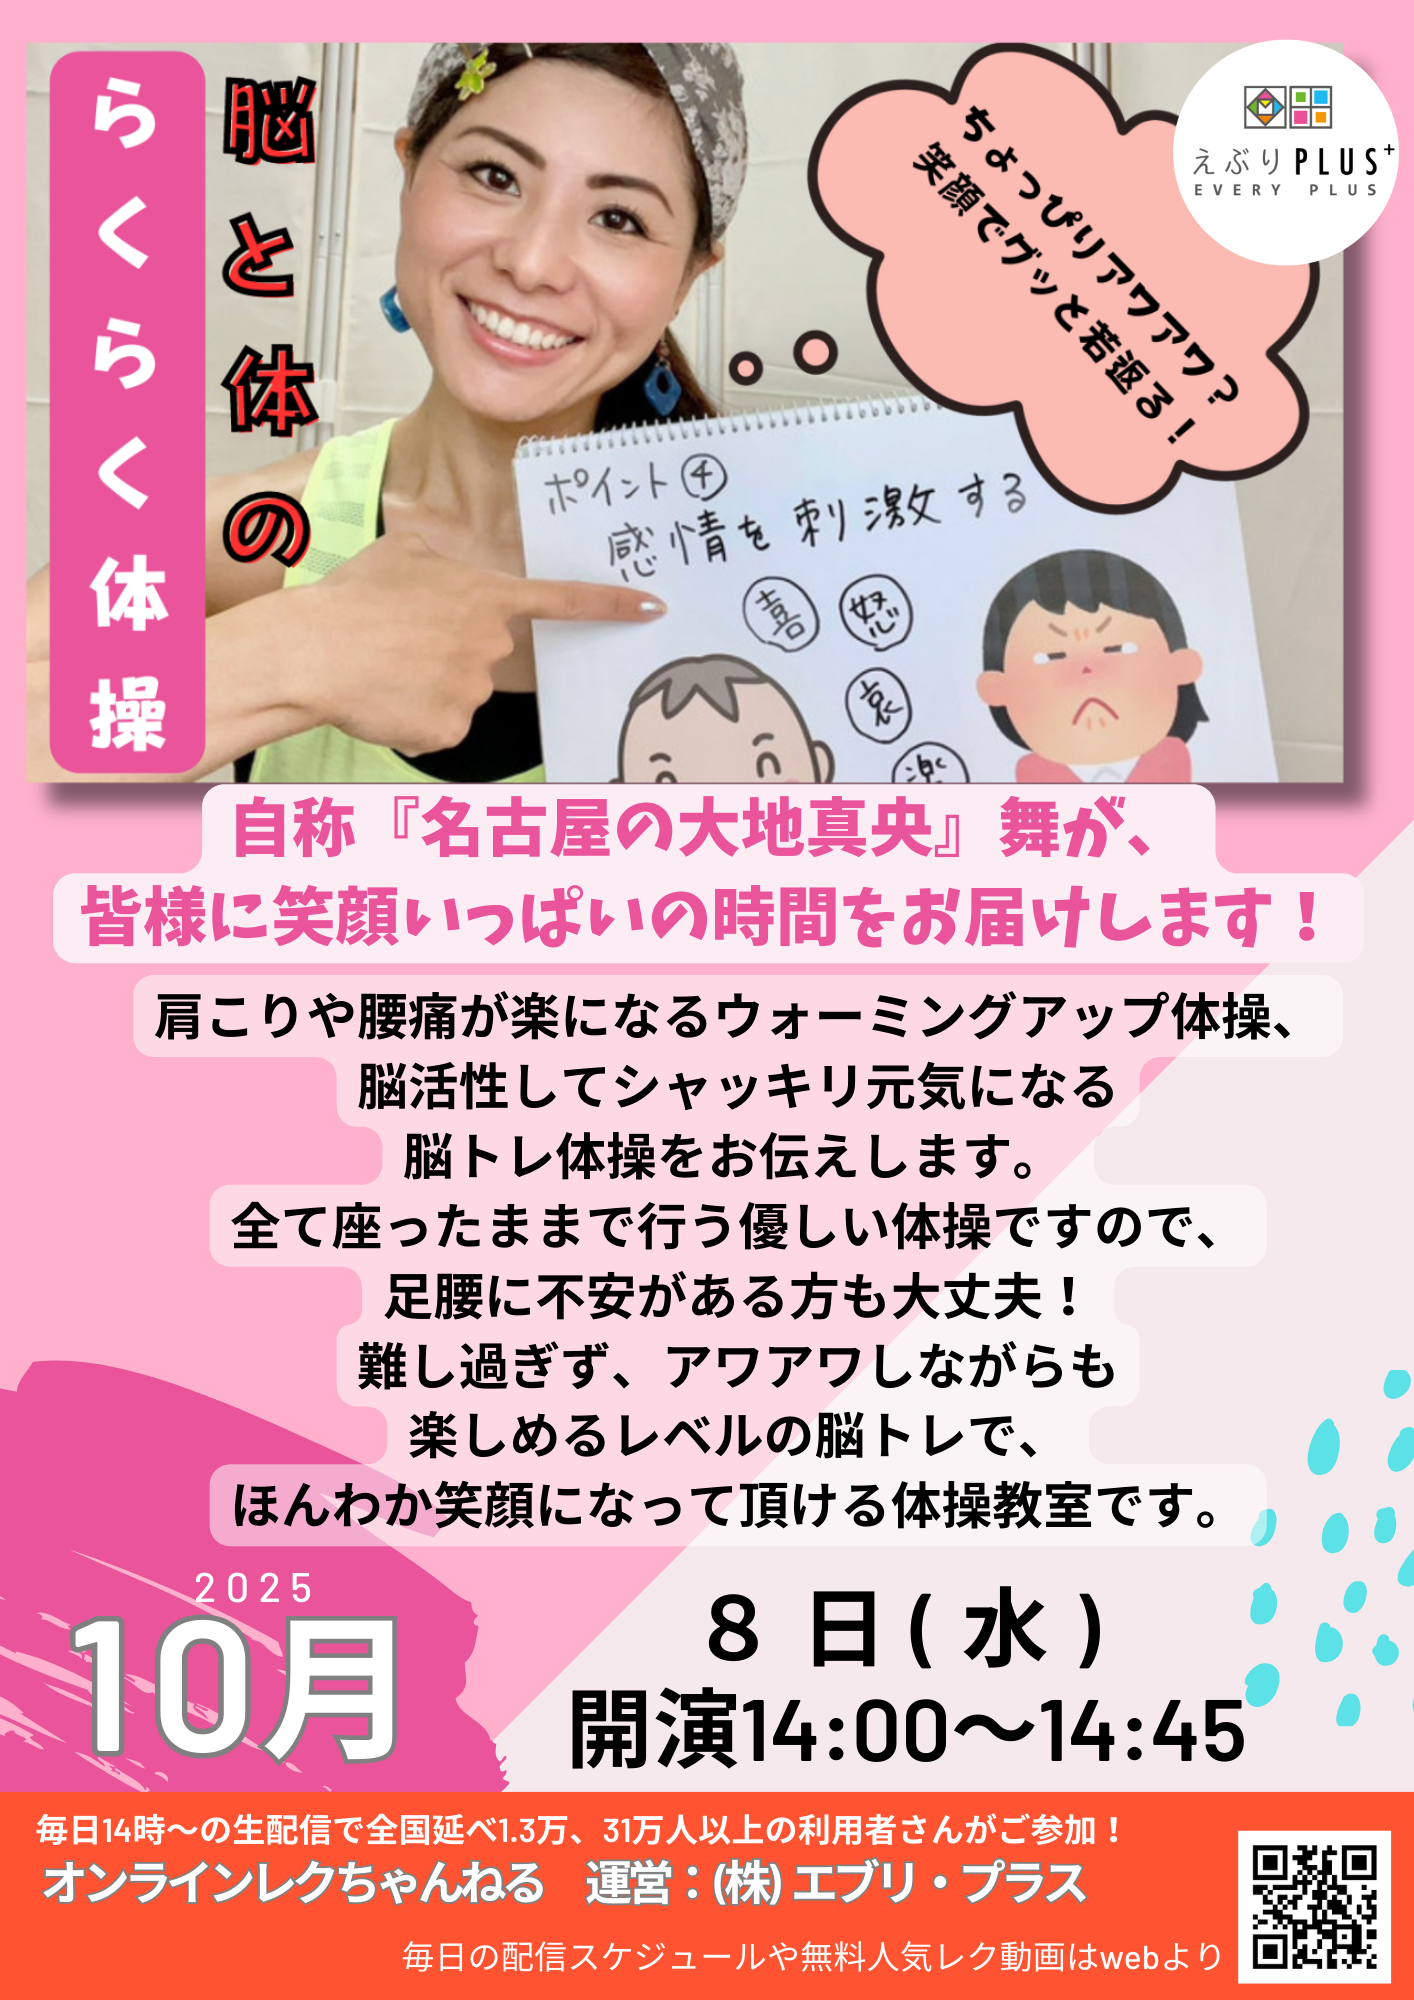 脳と体の
らくらく体操
ちょっぴりアワアワ?
笑顔でグッと若返る!
えぶりPLUS+
EVERY PLUS
ポイント④
感情を刺激する
喜 怒
哀
楽
自称『名古屋の大地真央』舞が、
皆様に笑顔いっぱいの時間をお届けします!
肩こりや腰痛が楽になるウォーミングアップ体操、
脳活性してシャッキリ元気になる
脳トレ体操をお伝えします。
全て座ったままで行う優しい体操ですので、
足腰に不安がある方も大丈夫!
難し過ぎず、アワアワしながらも
楽しめるレベルの脳トレで、
ほんわか笑顔になって頂ける体操教室です。
2025
10月
8日(水)
開演14:00〜14:45
毎日14時〜の生配信で全国延べ1.3万、31万人以上の利用者さんがご参加!
オンラインレクちゃんねる 運営:(株)エブリ・プラス
毎日の配信スケジュールや無料人気レク動画はwebより